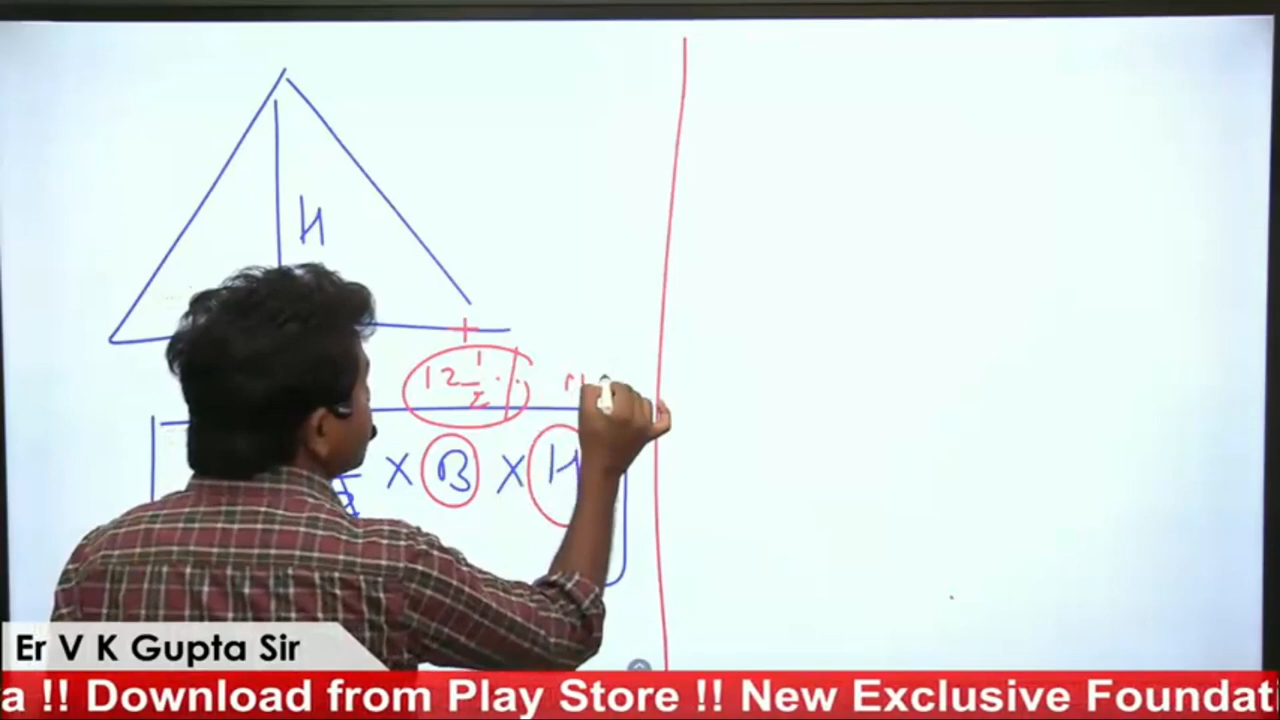 H
12 1/2 %
× B × H
Er V K Gupta Sir
a !! Download from Play Store !! New Exclusive Foundati